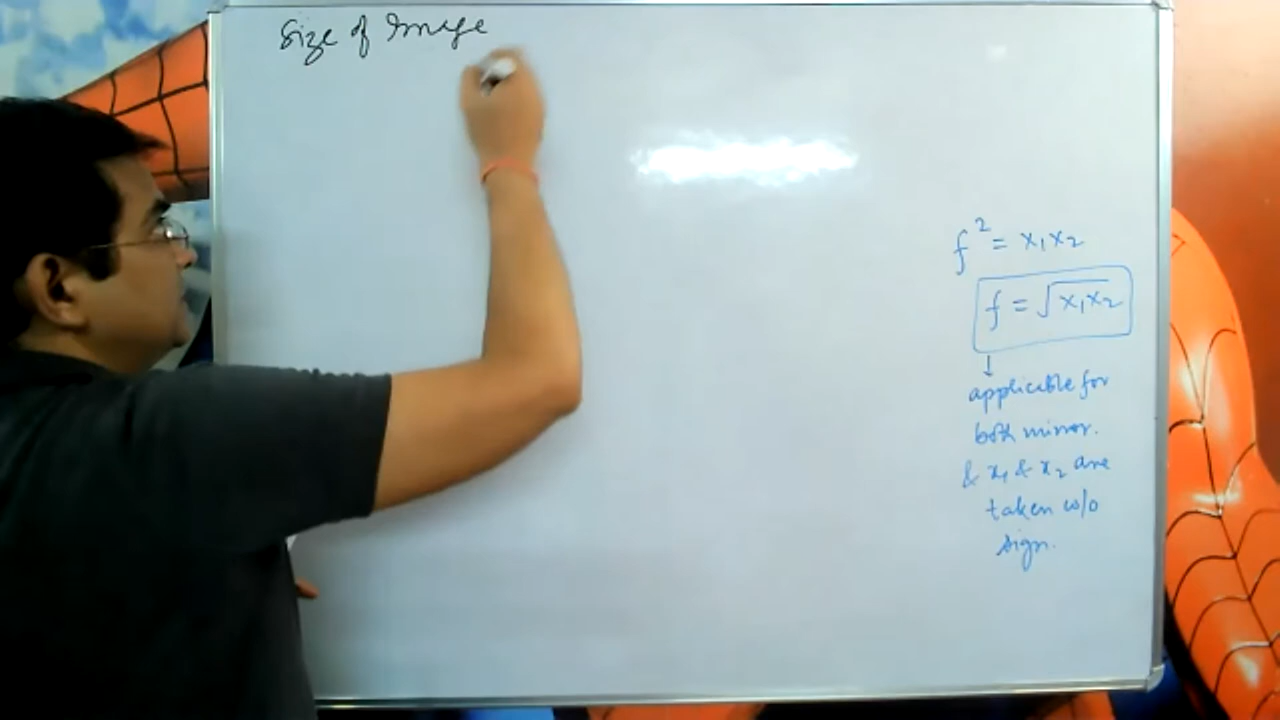 Size of Image
f² = x₁x₂
f = √x₁x₂
↓
applicable for
both mirror.
& x₁ & x₂ are
taken w/o
sign.